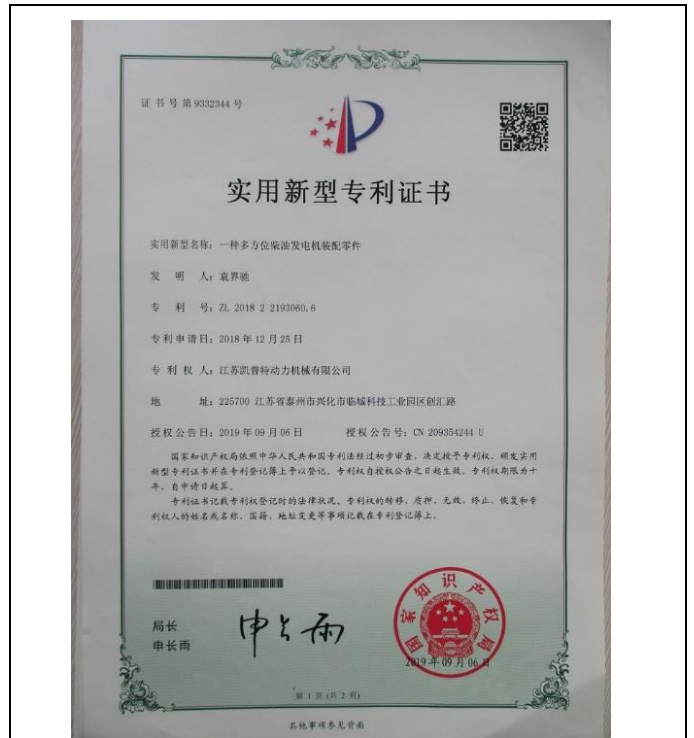 证书号第9332344号
实用新型专利证书
实用新型名称：一种多方位柴油发电机装配零件
发明人：袁界驰
专利号：ZL 2018 2 2193060.6
专利申请日：2018年12月25日
专利权人：江苏凯普特动力机械有限公司
地址：225700 江苏省泰州市兴化市临城科技工业园区创汇路
授权公告日：2019年09月06日 授权公告号：CN 209354244 U
国家知识产权局依照中华人民共和国专利法经过初步审查，决定授予专利权，颁发实用
新型专利证书并在专利登记簿上予以登记。专利权自授权公告之日起生效。专利权期限为十
年，自申请日起算。
专利证书记载专利权登记时的法律状况。专利权的转移、质押、无效、终止、恢复和专
利权人的姓名或名称、国籍、地址变更等事项记载在专利登记簿上。
局长
申长雨
申长雨
国家知识产权局
2019年09月06日
第1页(共2页)
其他事项参见背面